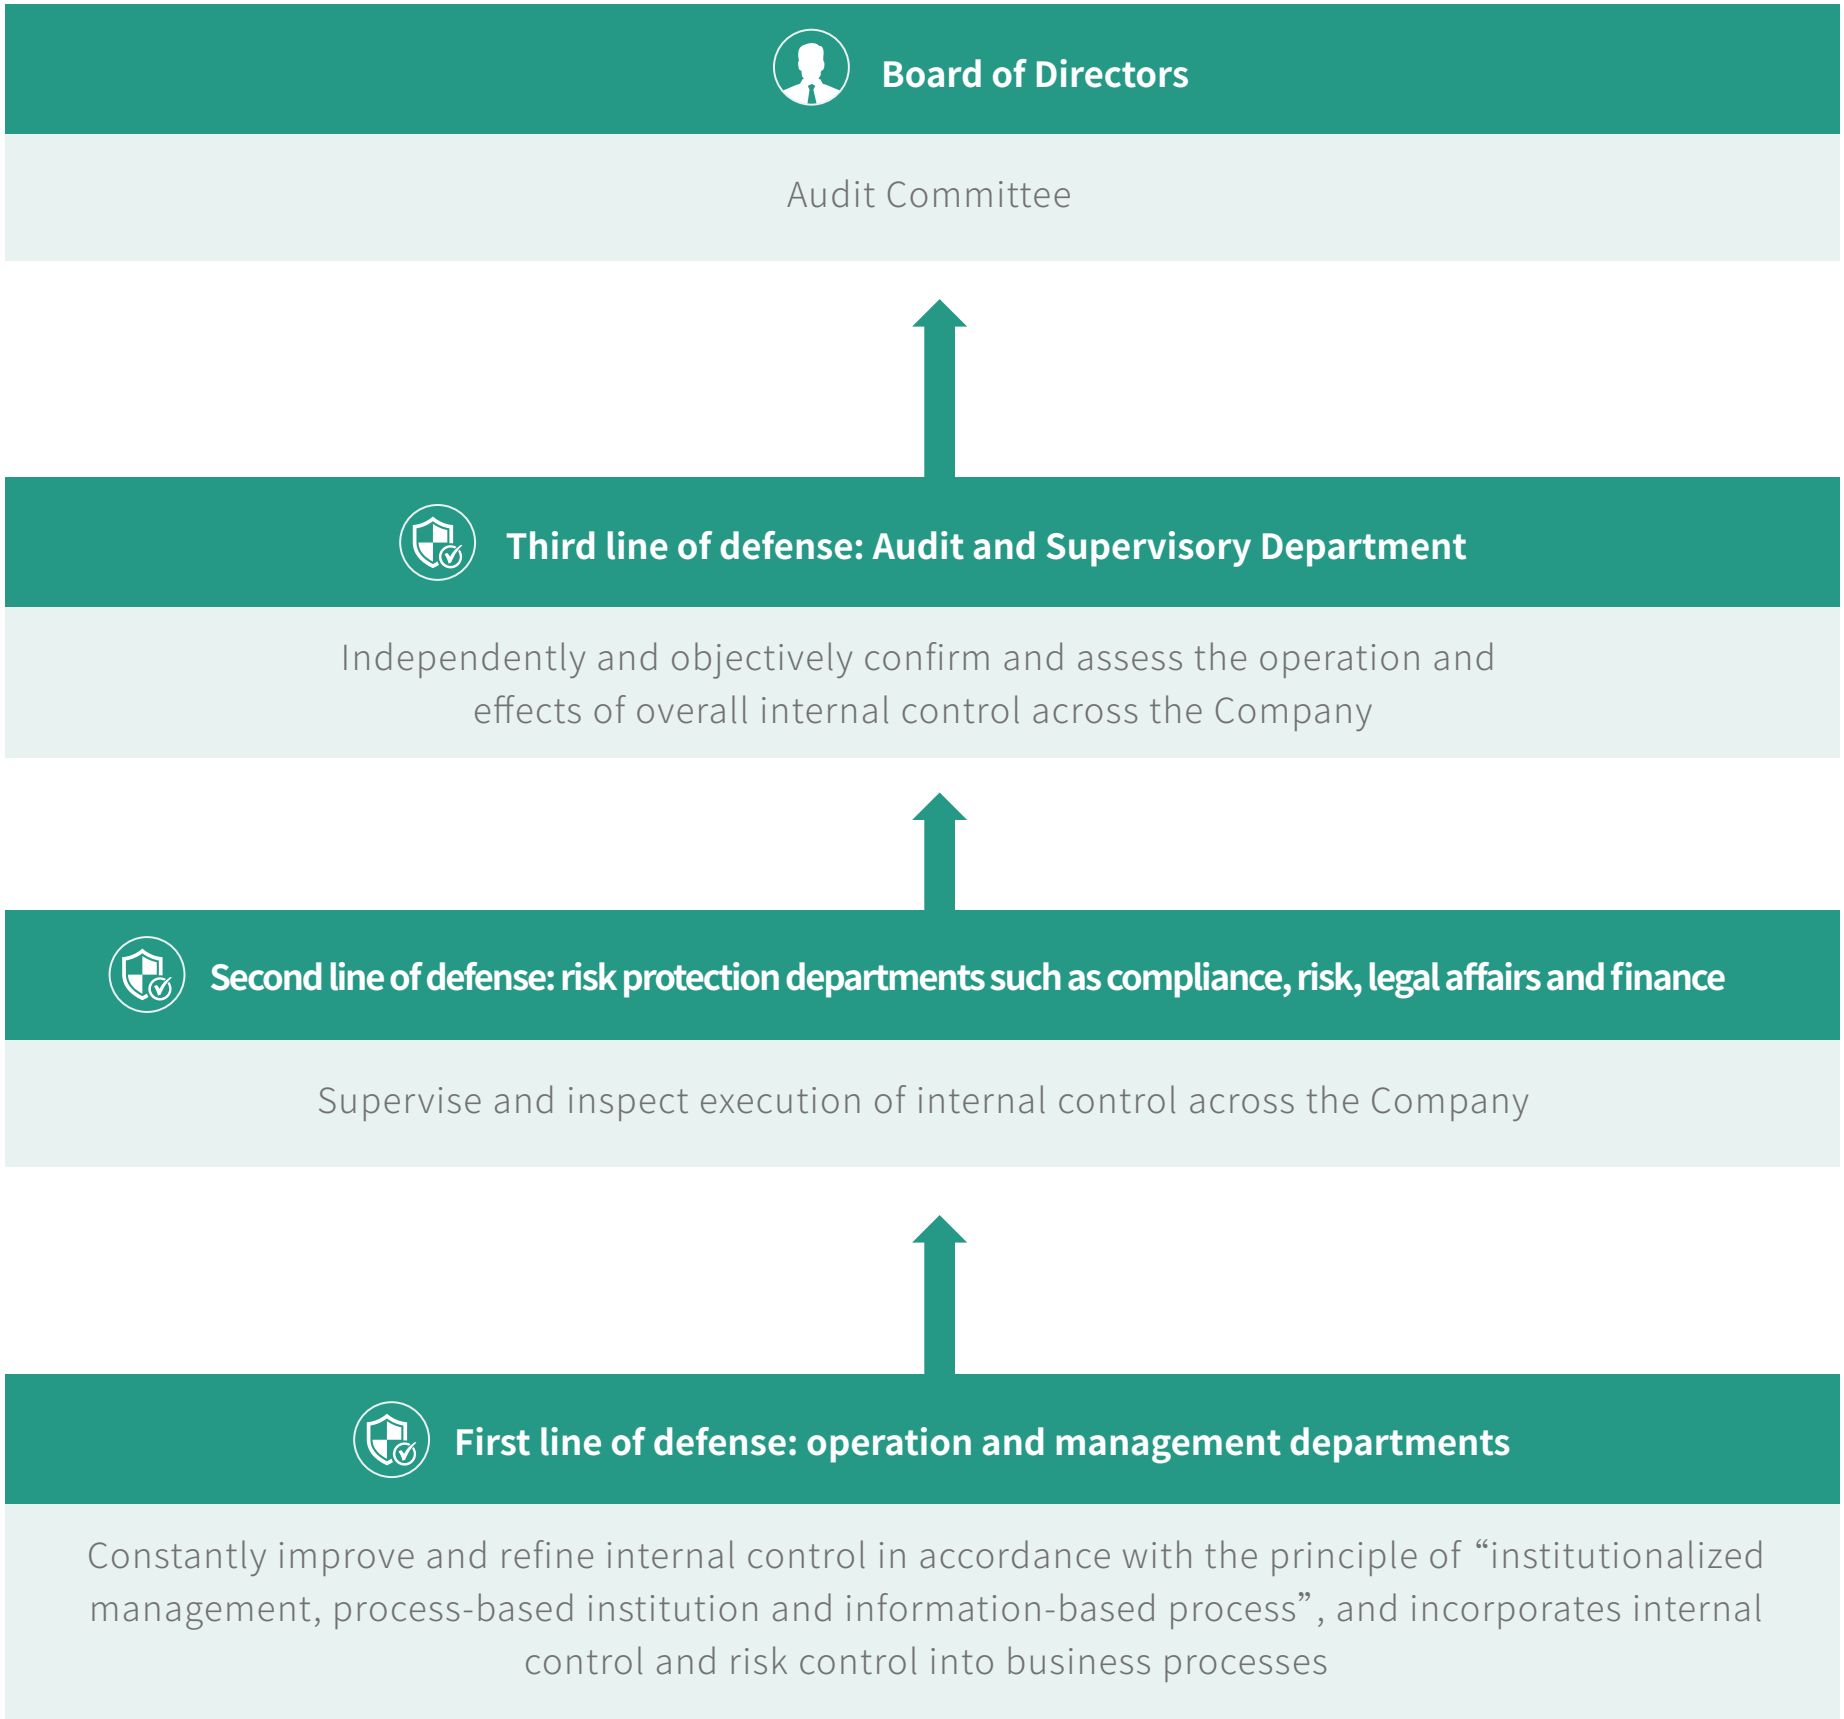 Board of Directors
Audit Committee
Third line of defense: Audit and Supervisory Department
Independently and objectively confirm and assess the operation and
effects of overall internal control across the Company
Second line of defense: risk protection departments such as compliance, risk, legal affairs and finance
Supervise and inspect execution of internal control across the Company
First line of defense: operation and management departments
Constantly improve and refine internal control in accordance with the principle of “institutionalized
management, process-based institution and information-based process”, and incorporates internal
control and risk control into business processes